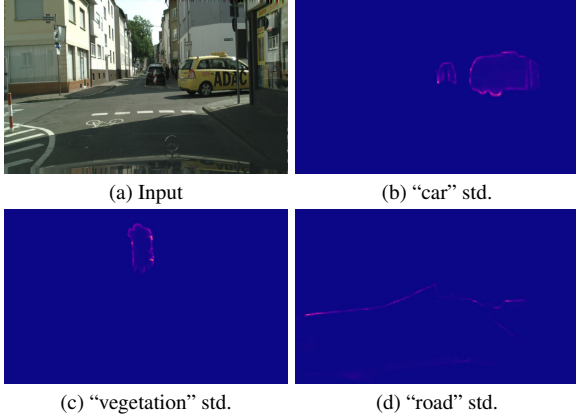 ADAC
(a) Input
(b) “car” std.
(c) “vegetation” std.
(d) “road” std.